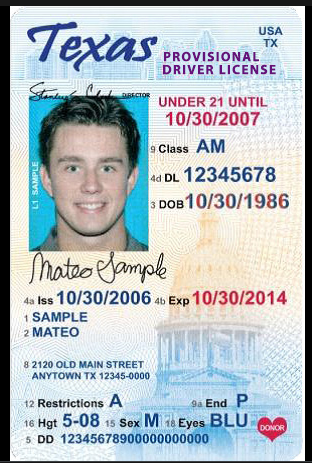 Texas
USA
TX
PROVISIONAL
DRIVER LICENSE
DIRECTOR
UNDER 21 UNTIL
10/30/2007
9 Class AM
4d DL 12345678
3 DOB 10/30/1986
L1 SAMPLE
Mateo Sample
4a Iss 10/30/2006 4b Exp 10/30/2014
1 SAMPLE
2 MATEO
8 2120 OLD MAIN STREET
ANYTOWN TX 12345-0000
12 Restrictions A 9a End P
16 Hgt 5-08 15 Sex M 18 Eyes BLU
DONOR
5 DD 12345678900000000000